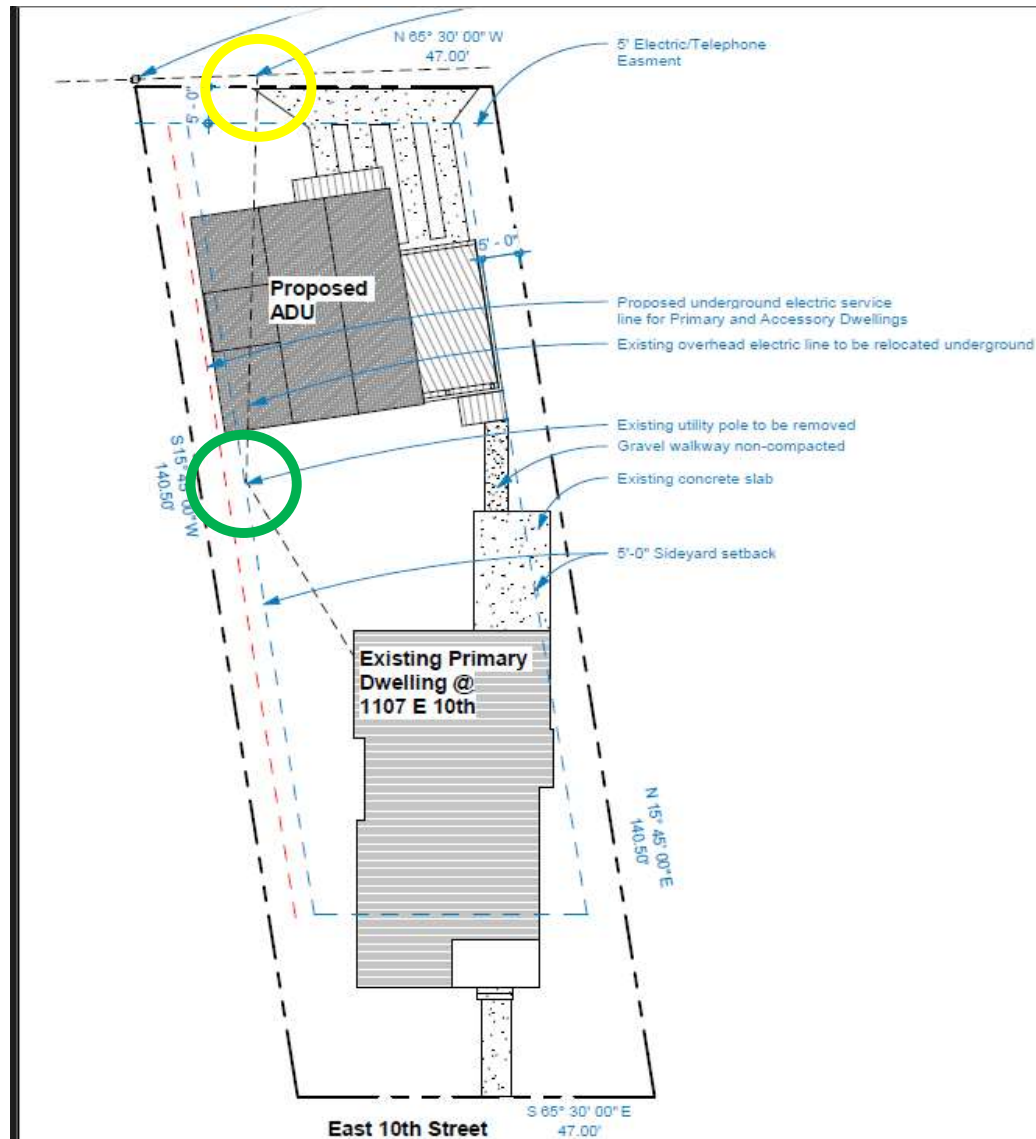 N 65° 30' 00" W
47.00'
5' Electric/Telephone
Easment
5' - 0"
5' - 0"
Proposed
ADU
Proposed underground electric service
line for Primary and Accessory Dwellings
Existing overhead electric line to be relocated underground
Existing utility pole to be removed
Gravel walkway non-compacted
S 15° 45' 00" W
140.50'
Existing concrete slab
5'-0" Sideyard setback
Existing Primary
Dwelling @
1107 E 10th
N 15° 45' 00" E
140.50'
S 65° 30' 00" E
47.00'
East 10th Street